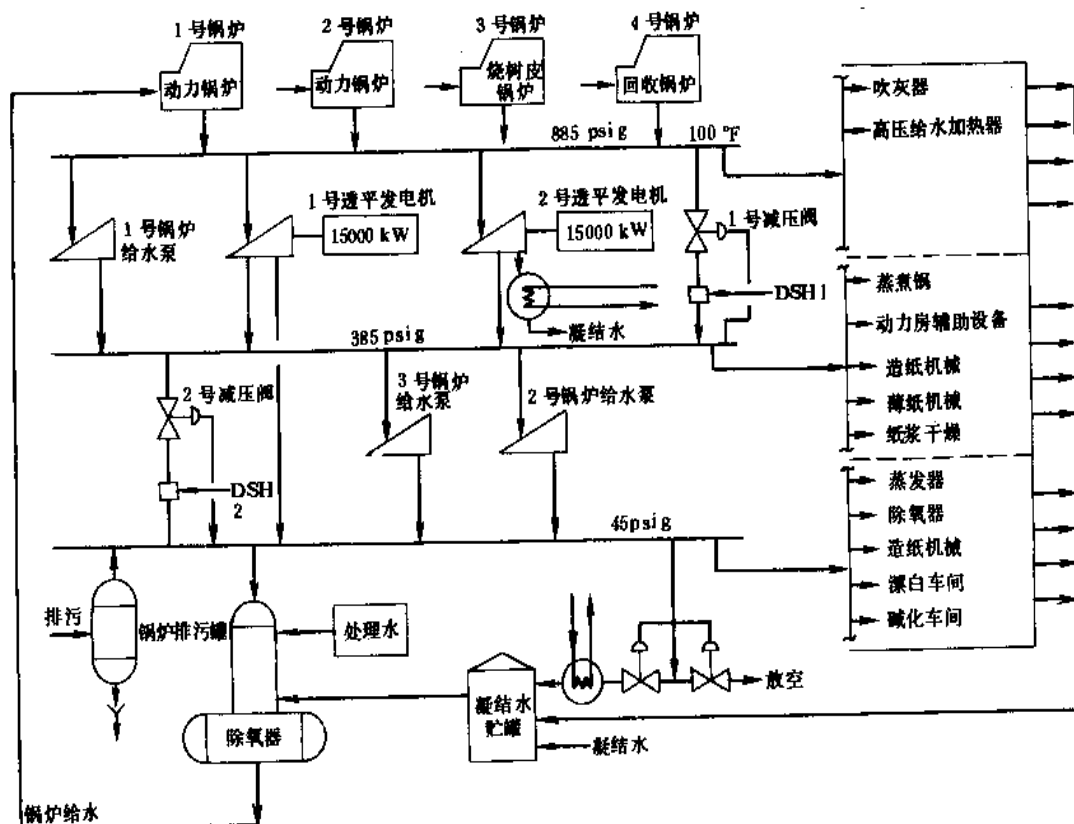 1 号锅炉
2 号锅炉
3 号锅炉
4 号锅炉
动力锅炉
动力锅炉
烧树皮
锅炉
回收锅炉
885 psig
100 °F
吹灰器
高压给水加热器
1 号锅炉
给水泵
1 号透平发电机
15000 kW
2 号透平发电机
15000 kW
1 号减压阀
DSH 1
凝结水
蒸煮锅
动力房辅助设备
造纸机械
薄纸机械
纸浆干燥
385 psig
2 号减压阀
3 号锅炉
给水泵
2 号锅炉给水泵
DSH
2
45psig
蒸发器
除氧器
造纸机械
漂白车间
碱化车间
排污
锅炉排污罐
处理水
凝结水
贮罐
放空
除氧器
凝结水
锅炉给水